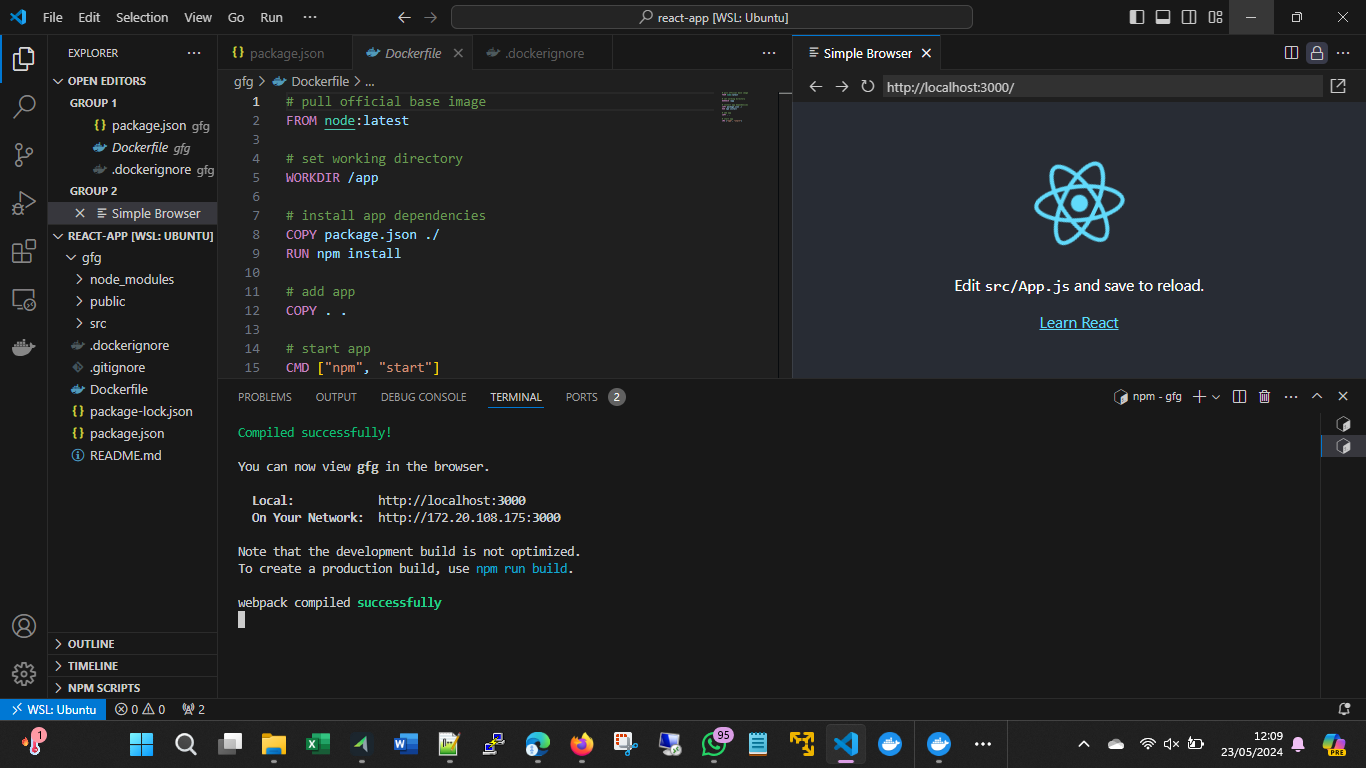 File Edit Selection View Go Run ··· react-app [WSL: Ubuntu]
EXPLORER ···
OPEN EDITORS
GROUP 1
package.json gfg
Dockerfile gfg
.dockerignore gfg
GROUP 2
Simple Browser
REACT-APP [WSL: UBUNTU]
gfg
node_modules
public
src
.dockerignore
.gitignore
Dockerfile
package-lock.json
package.json
README.md
OUTLINE
TIMELINE
NPM SCRIPTS
package.json Dockerfile .dockerignore ···
gfg > Dockerfile > ...
1 # pull official base image
2 FROM node:latest
3
4 # set working directory
5 WORKDIR /app
6
7 # install app dependencies
8 COPY package.json ./
9 RUN npm install
10
11 # add app
12 COPY . .
13
14 # start app
15 CMD ["npm", "start"]
Simple Browser ···
http://localhost:3000/
Edit src/App.js and save to reload.
Learn React
PROBLEMS OUTPUT DEBUG CONSOLE TERMINAL PORTS 2 npm - gfg ···
Compiled successfully!
You can now view gfg in the browser.
Local: http://localhost:3000
On Your Network: http://172.20.108.175:3000
Note that the development build is not optimized.
To create a production build, use npm run build.
webpack compiled successfully
WSL: Ubuntu 0 0 2
1 95 ··· 12:09
23/05/2024
PRE